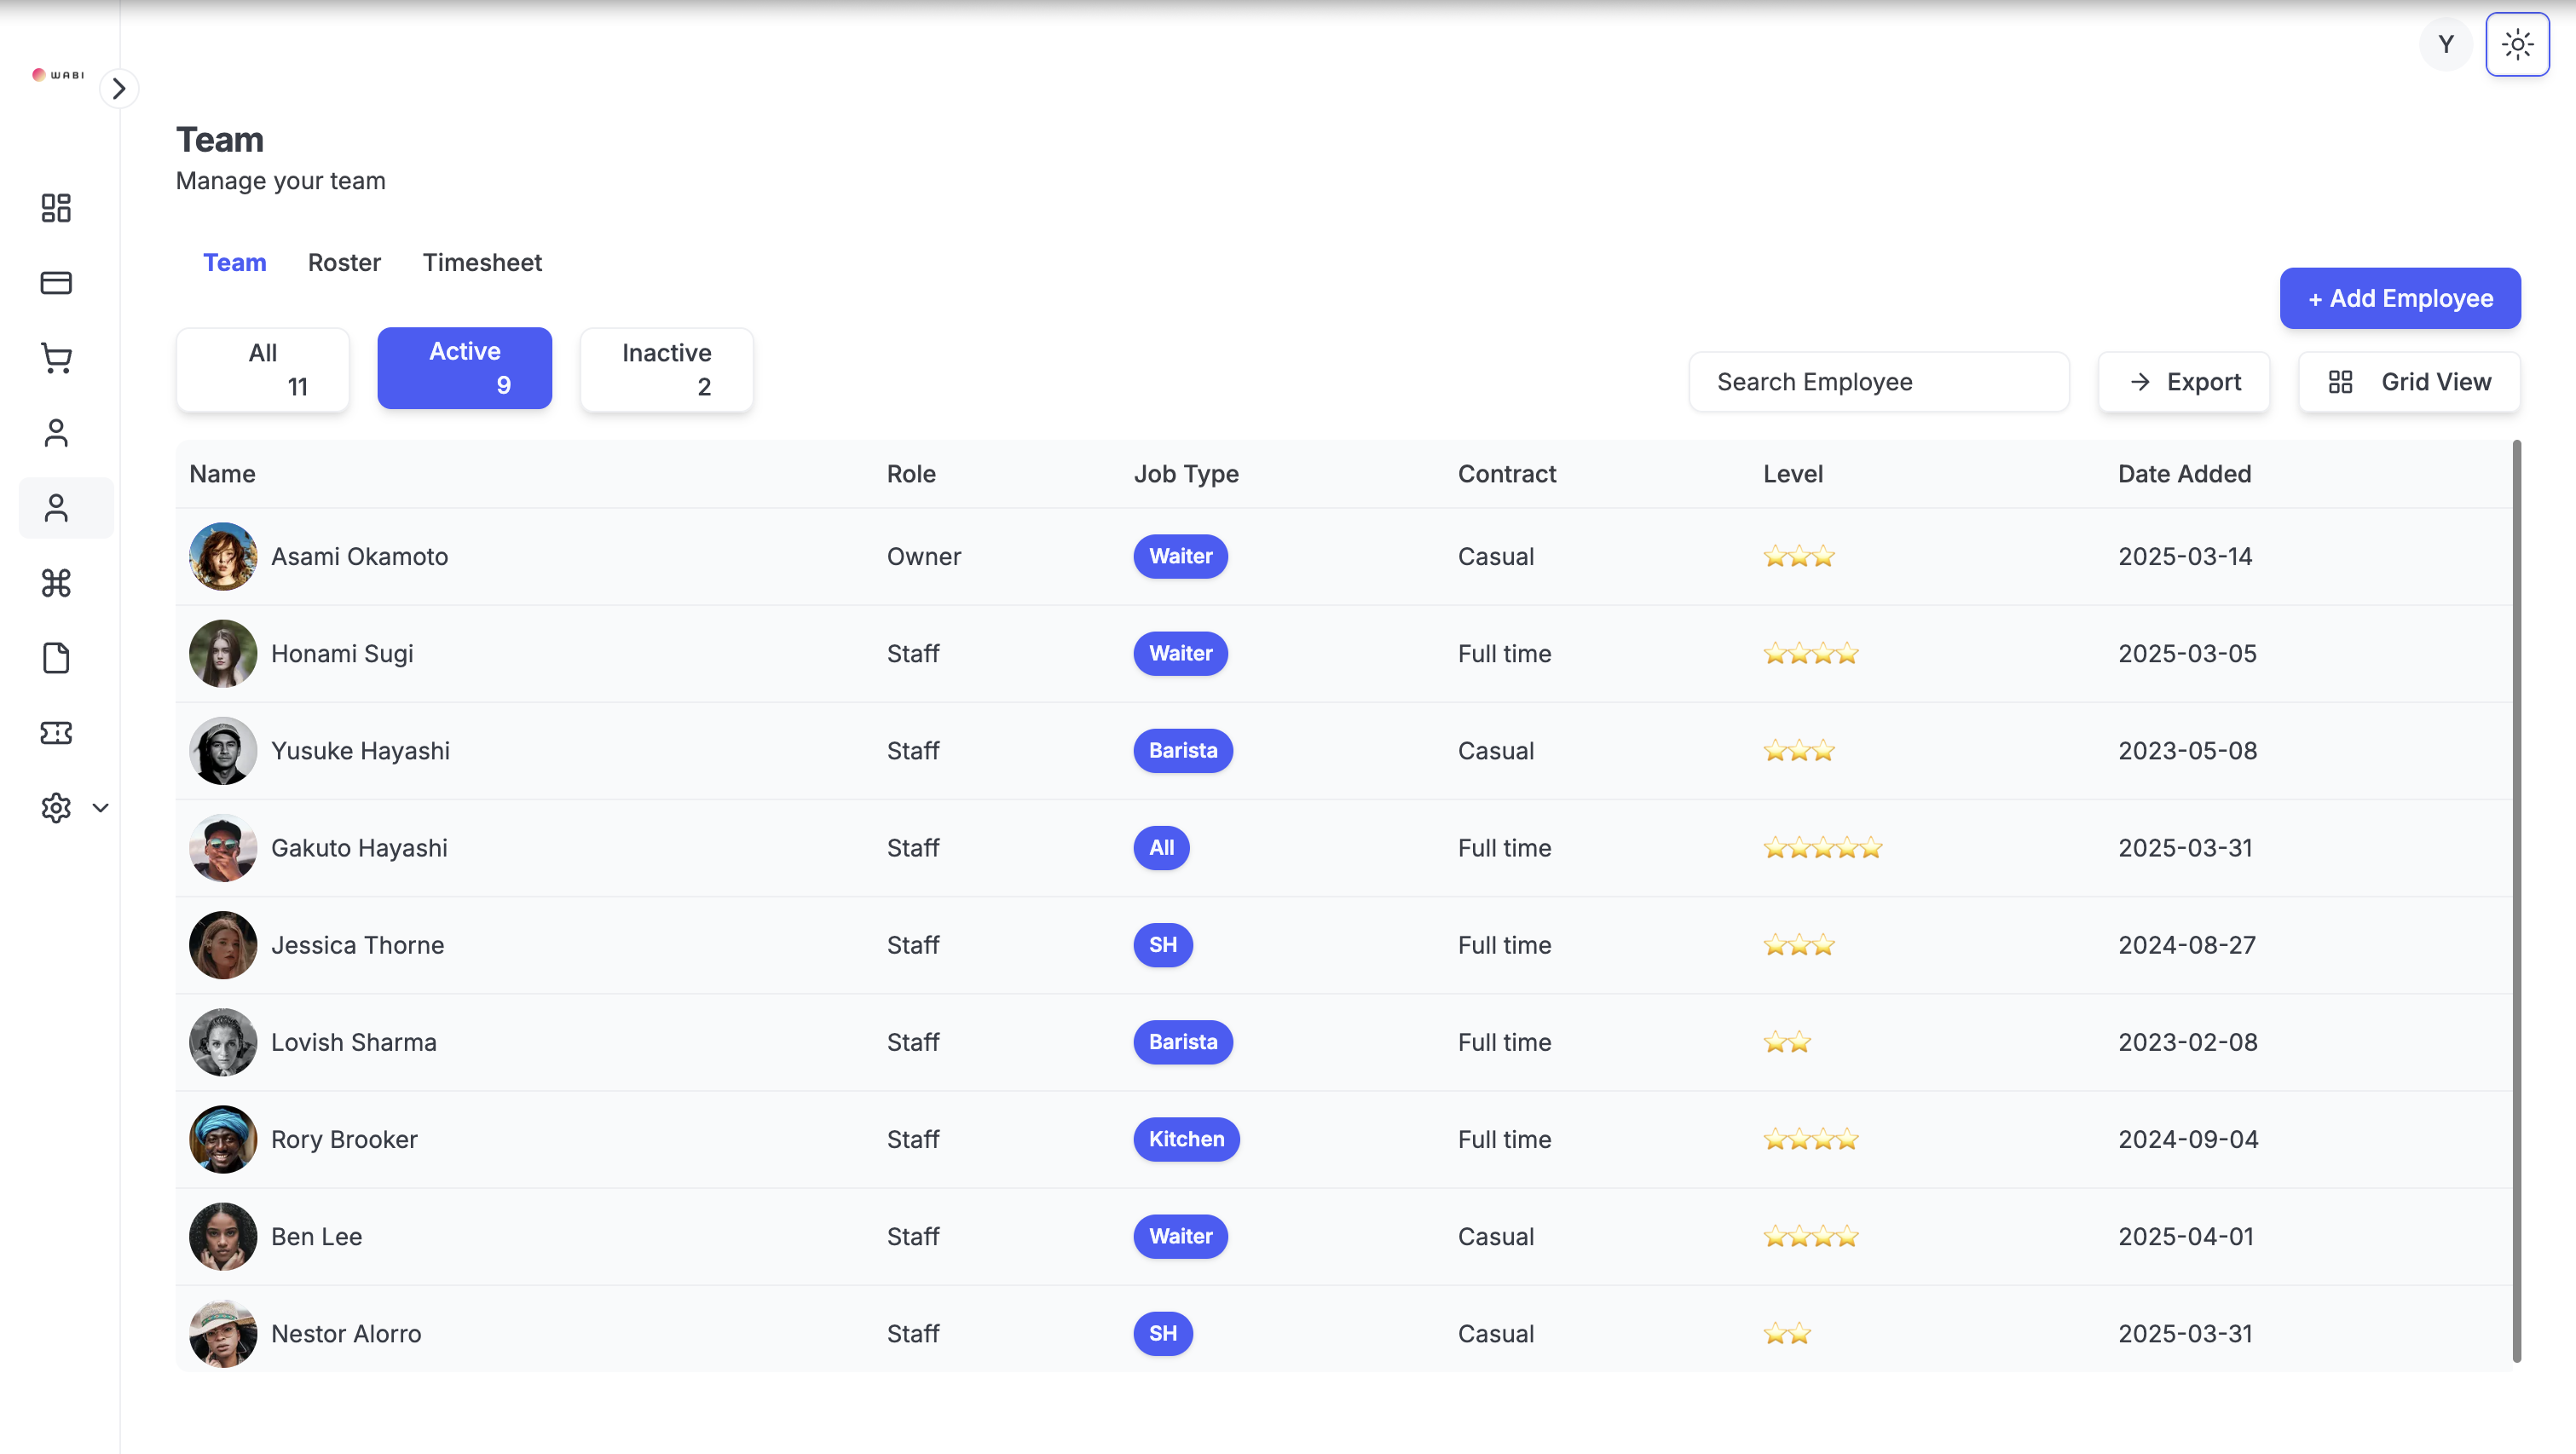 WABI
Y
Team
Manage your team
Team Roster Timesheet
+ Add Employee
All Active Inactive
11 9 2
Search Employee Export Grid View
Name Role Job Type Contract Level Date Added
Asami Okamoto Owner Waiter Casual 2025-03-14
Honami Sugi Staff Waiter Full time 2025-03-05
Yusuke Hayashi Staff Barista Casual 2023-05-08
Gakuto Hayashi Staff All Full time 2025-03-31
Jessica Thorne Staff SH Full time 2024-08-27
Lovish Sharma Staff Barista Full time 2023-02-08
Rory Brooker Staff Kitchen Full time 2024-09-04
Ben Lee Staff Waiter Casual 2025-04-01
Nestor Alorro Staff SH Casual 2025-03-31